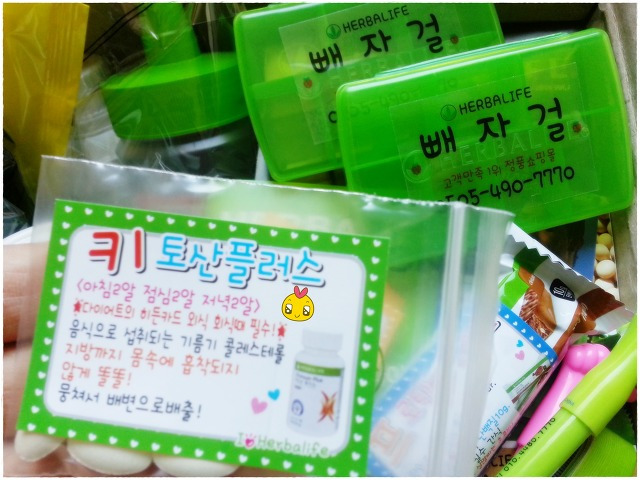 HERBALIFE
빼자걸
HERBALIFE
빼자걸
고객만족 1위 정품쇼핑몰
505-490-7770
키토산플러스
<아침2알 점심2알 저녁2알>
★다이어트의 히든카드 외식 회식때 필수!★
음식으로 섭취되는 기름기 콜레스테롤
지방까지 몸속에 흡착되지
않게 똘똘!
뭉쳐서 배변으로배출!
I♥Herbalife